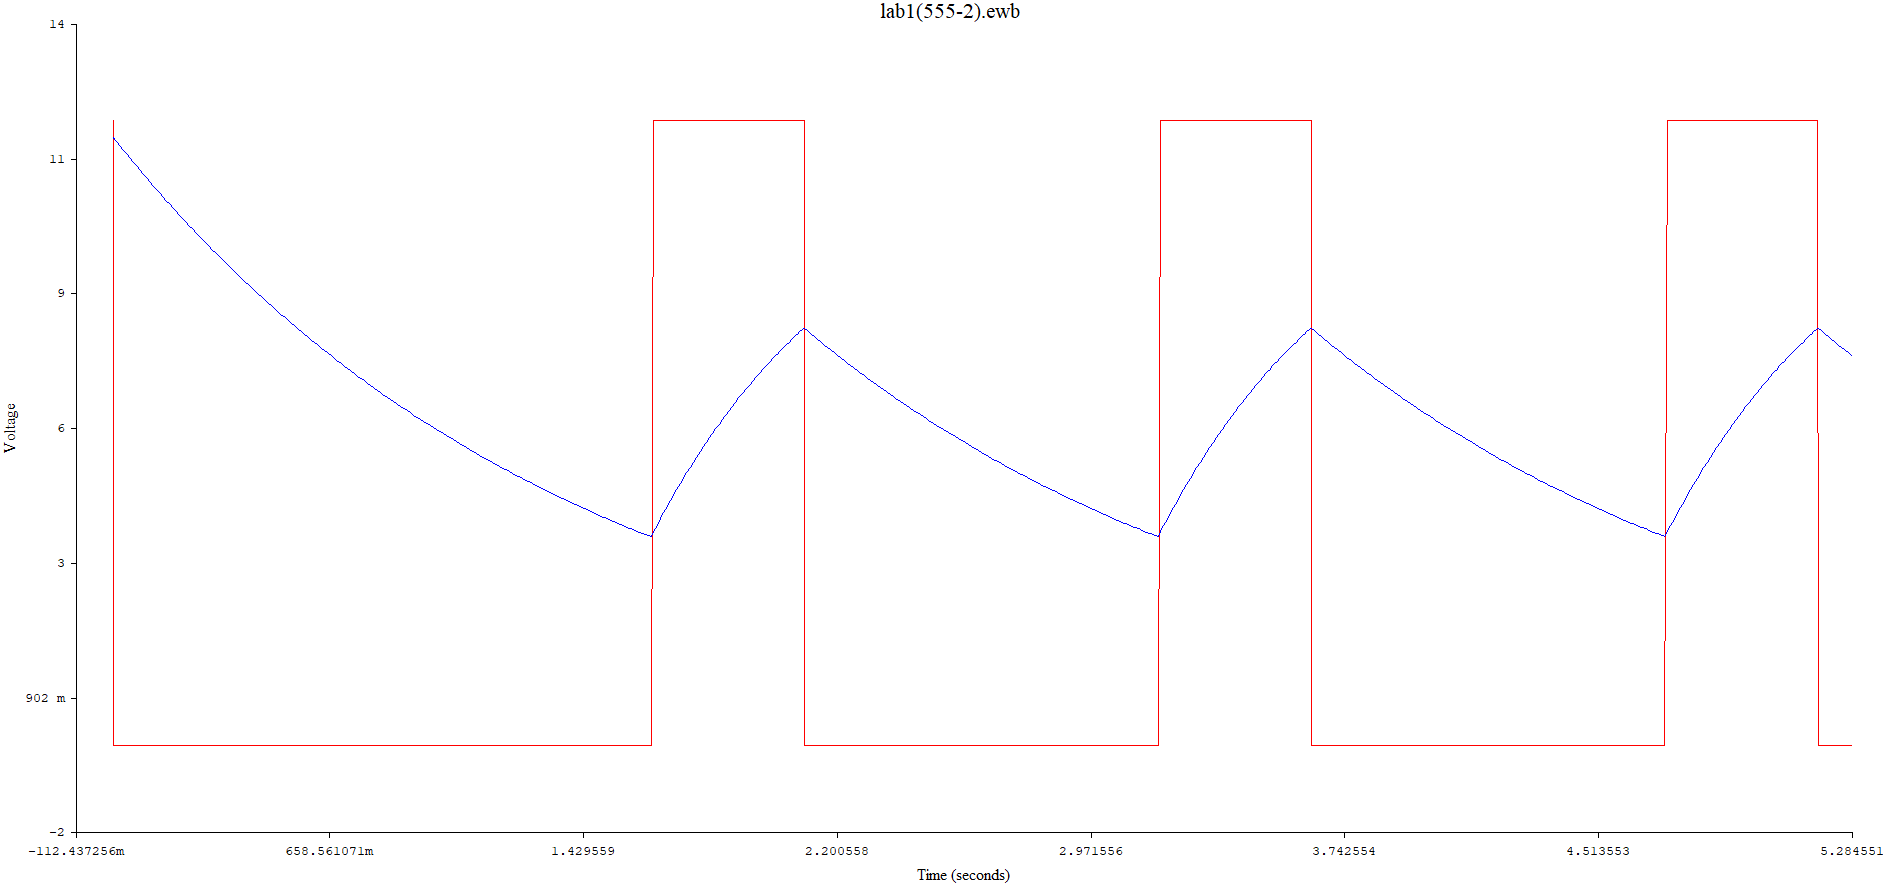 lab1(555-2).ewb
14
11
9
6
3
902 m
-2
Voltage
-112.437256m 658.561071m 1.429559 2.200558 2.971556 3.742554 4.513553 5.284551
Time (seconds)